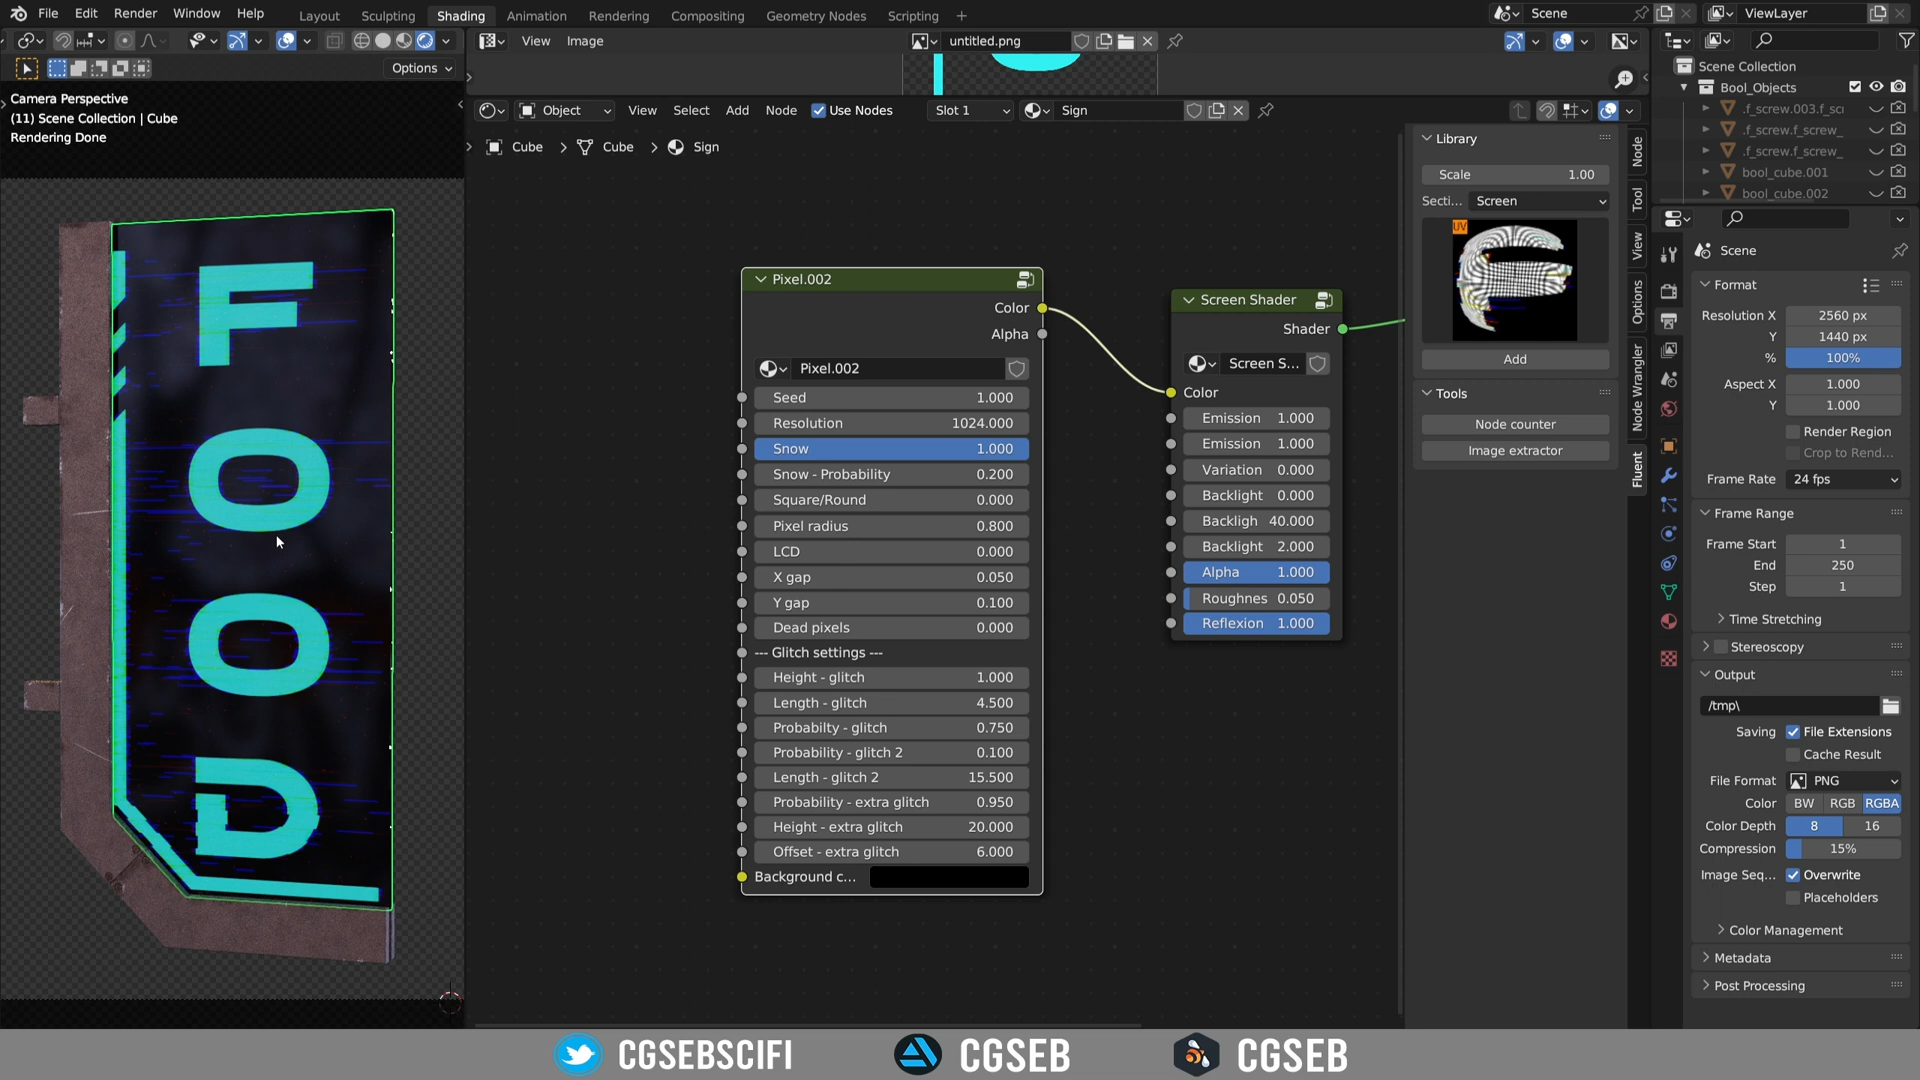 File Edit Render Window Help Layout Sculpting Shading Animation Rendering Compositing Geometry Nodes Scripting + Scene ViewLayer
Options
View Image untitled.png
Camera Perspective
(11) Scene Collection | Cube
Rendering Done
Object View Select Add Node Use Nodes Slot 1 Sign
Cube > Cube > Sign
FOOD
Pixel.002
Color
Alpha
Pixel.002
Seed 1.000
Resolution 1024.000
Snow 1.000
Snow - Probability 0.200
Square/Round 0.000
Pixel radius 0.800
LCD 0.000
X gap 0.050
Y gap 0.100
Dead pixels 0.000
--- Glitch settings ---
Height - glitch 1.000
Length - glitch 4.500
Probabilty - glitch 0.750
Probabilty - glitch 2 0.100
Length - glitch 2 15.500
Probability - extra glitch 0.950
Height - extra glitch 20.000
Offset - extra glitch 6.000
Background c...
Screen Shader
Shader
Screen S...
Color
Emission 1.000
Emission 1.000
Variation 0.000
Backlight 0.000
Backligh 40.000
Backlight 2.000
Alpha 1.000
Roughnes 0.050
Reflexion 1.000
Library
Scale 1.00
Secti... Screen
UV
Add
Tools
Node counter
Image extractor
Node
Tool
View
Options
Node Wrangler
Fluent
Scene Collection
Bool_Objects
.f_screw.003.f_scr
.f_screw.f_screw_
.f_screw.f_screw_
bool_cube.001
bool_cube.002
Scene
Format
Resolution X 2560 px
Y 1440 px
% 100%
Aspect X 1.000
Y 1.000
Render Region
Crop to Rend...
Frame Rate 24 fps
Frame Range
Frame Start 1
End 250
Step 1
Time Stretching
Stereoscopy
Output
/tmp\
Saving File Extensions
Cache Result
File Format PNG
Color BW RGB RGBA
Color Depth 8 16
Compression 15%
Image Seq... Overwrite
Placeholders
Color Management
Metadata
Post Processing
CGSEBSCIFI CGSEB CGSEB